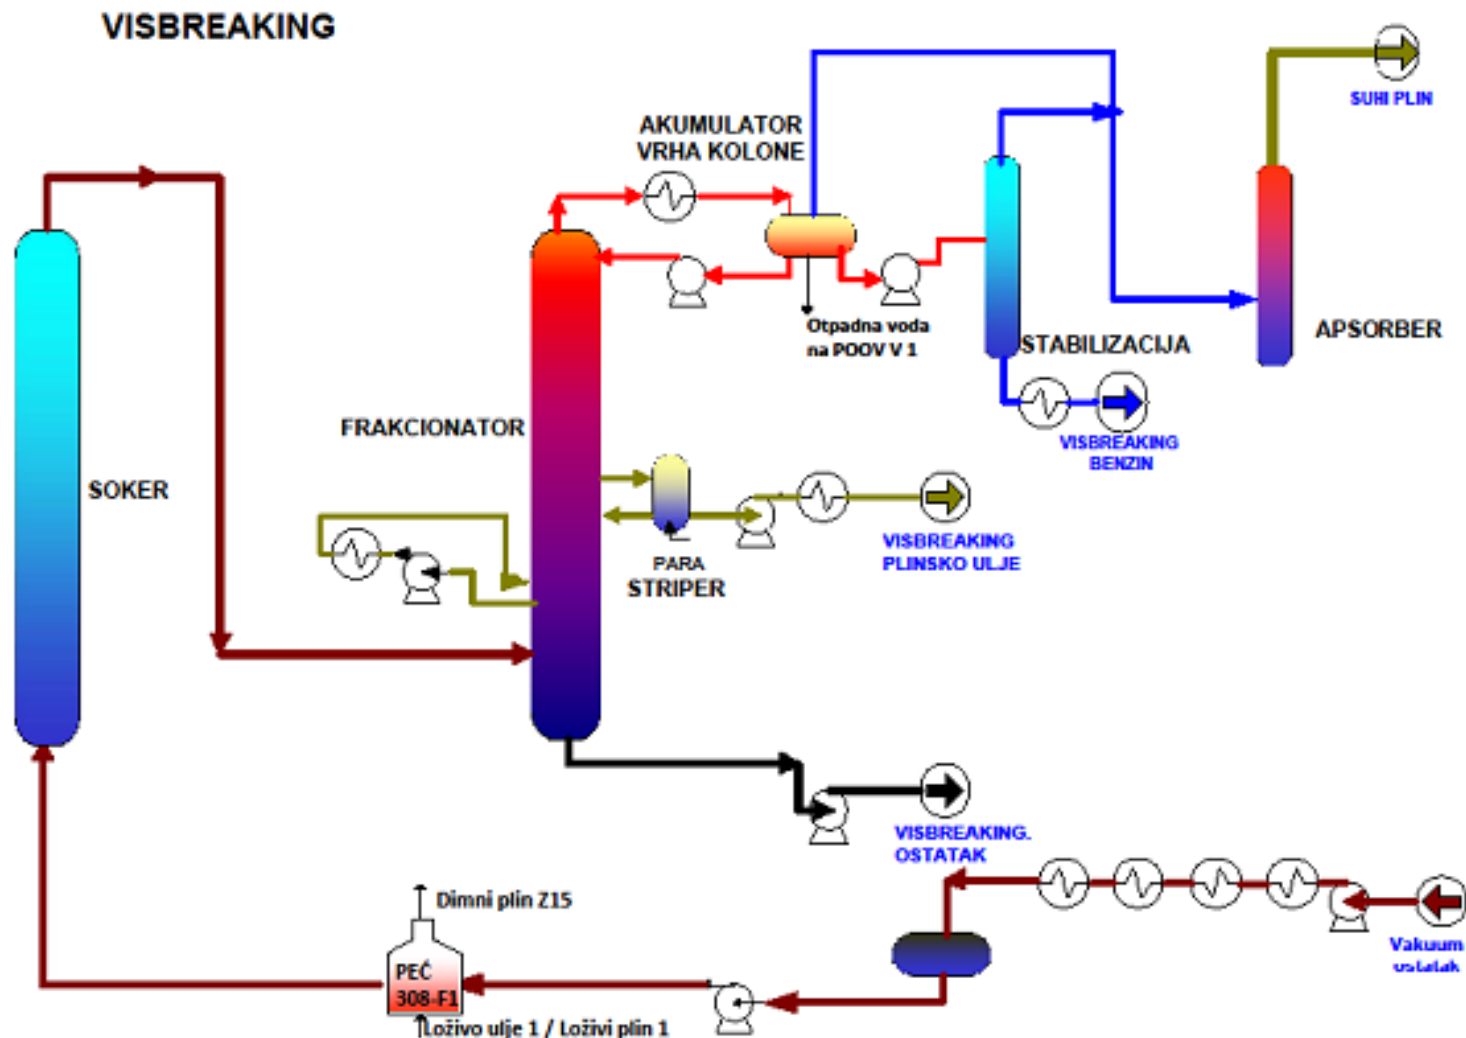 VISBREAKING
SUHI PLIN
AKUMULATOR
VRHA KOLONE
Otpadna voda
na POOV V 1
STABILIZACIJA
APSORBER
FRAKCIONATOR
VISBREAKING
BENZIN
SOKER
VISBREAKING
PLINSKO ULJE
PARA
STRIPER
VISBREAKING.
OSTATAK
Dimni plin Z15
Vakuum
ostatak
PEĆ
308-F1
Loživo ulje 1 / Loživi plin 1